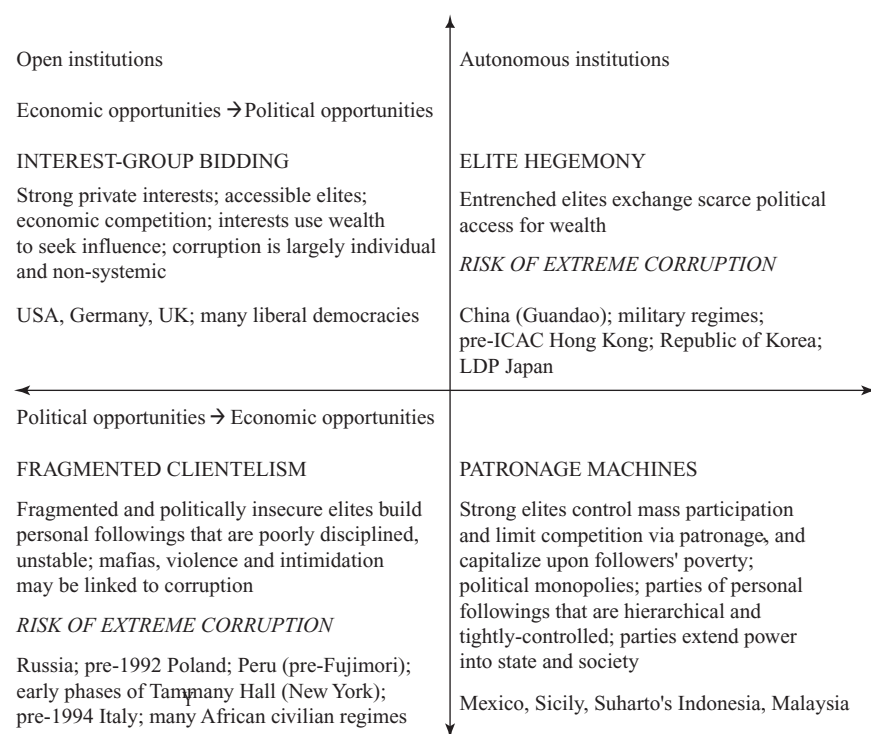 Open institutions
Economic opportunities → Political opportunities
INTEREST-GROUP BIDDING
Strong private interests; accessible elites;
economic competition; interests use wealth
to seek influence; corruption is largely individual
and non-systemic
USA, Germany, UK; many liberal democracies
Autonomous institutions
ELITE HEGEMONY
Entrenched elites exchange scarce political
access for wealth
RISK OF EXTREME CORRUPTION
China (Guandao); military regimes;
pre-ICAC Hong Kong; Republic of Korea;
LDP Japan
Political opportunities → Economic opportunities
FRAGMENTED CLIENTELISM
Fragmented and politically insecure elites build
personal followings that are poorly disciplined,
unstable; mafias, violence and intimidation
may be linked to corruption
RISK OF EXTREME CORRUPTION
Russia; pre-1992 Poland; Peru (pre-Fujimori);
early phases of Tammany Hall (New York);
pre-1994 Italy; many African civilian regimes
PATRONAGE MACHINES
Strong elites control mass participation
and limit competition via patronage, and
capitalize upon followers' poverty;
political monopolies; parties of personal
followings that are hierarchical and
tightly-controlled; parties extend power
into state and society
Mexico, Sicily, Suharto's Indonesia, Malaysia